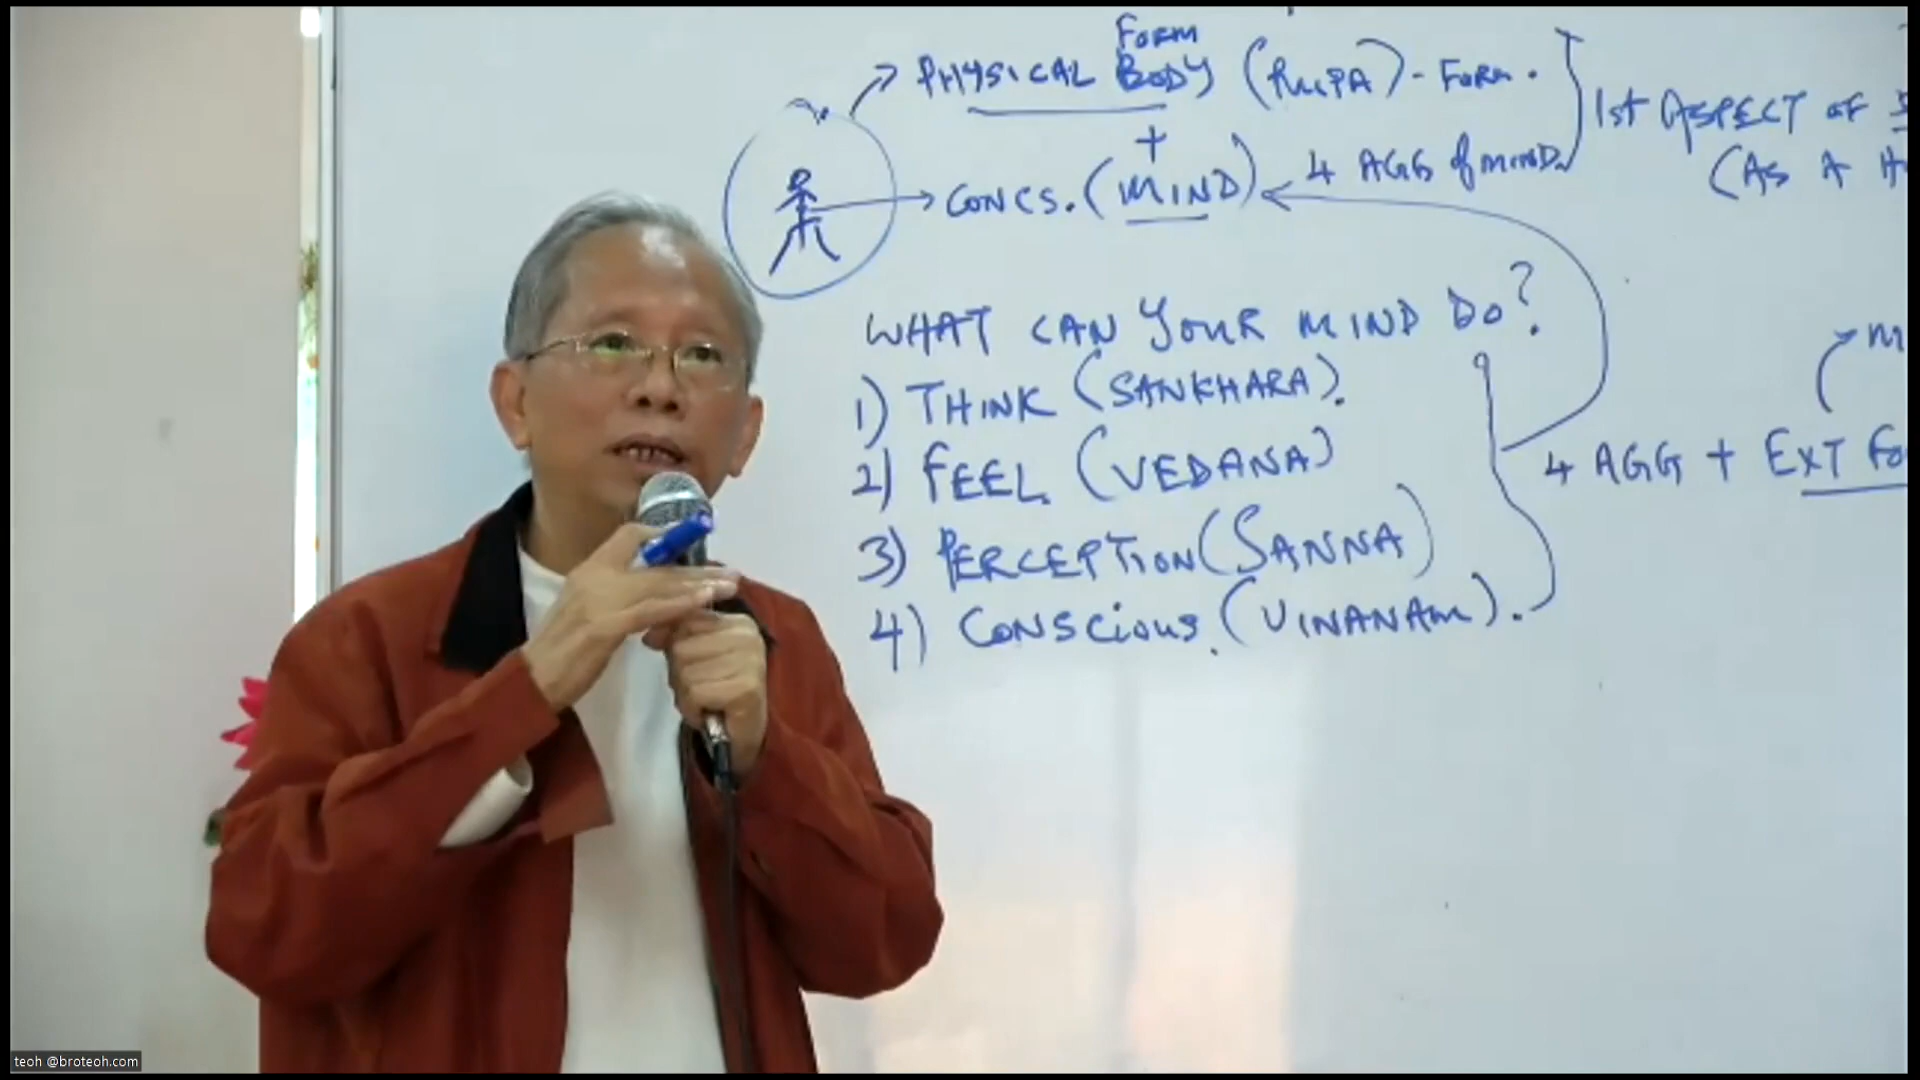 FORM
PHYSICAL BODY (RUPA) - FORM.
+
CONCS. (MIND) 4 AGG of MIND.
1st ASPECT OF
(AS A
WHAT CAN YOUR MIND DO?
1) THINK (SANKHARA).
2) FEEL. (VEDANA)
3) PERCEPTION (SANNA)
4) CONSCIOUS. (VINANAM).
4 AGG + EXT FO
teoh @broteoh.com